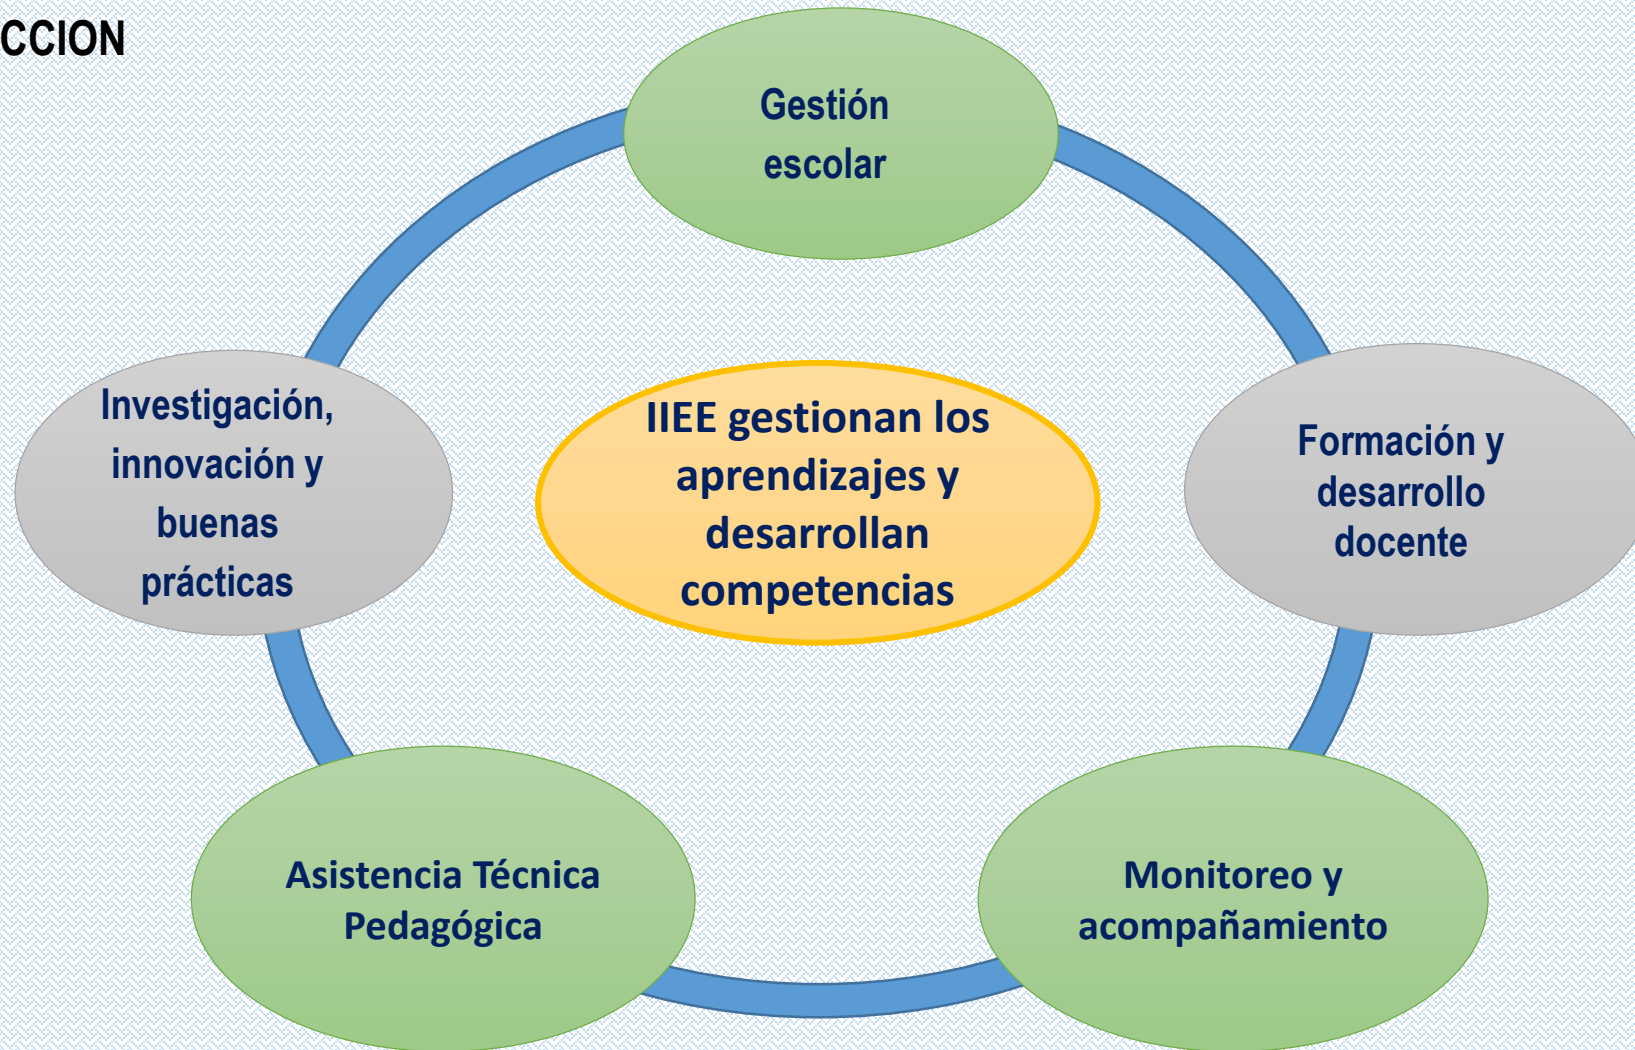 CCION
Gestión
escolar
Investigación,
innovación y
buenas
prácticas
IIEE gestionan los
aprendizajes y
desarrollan
competencias
Formación y
desarrollo
docente
Asistencia Técnica
Pedagógica
Monitoreo y
acompañamiento